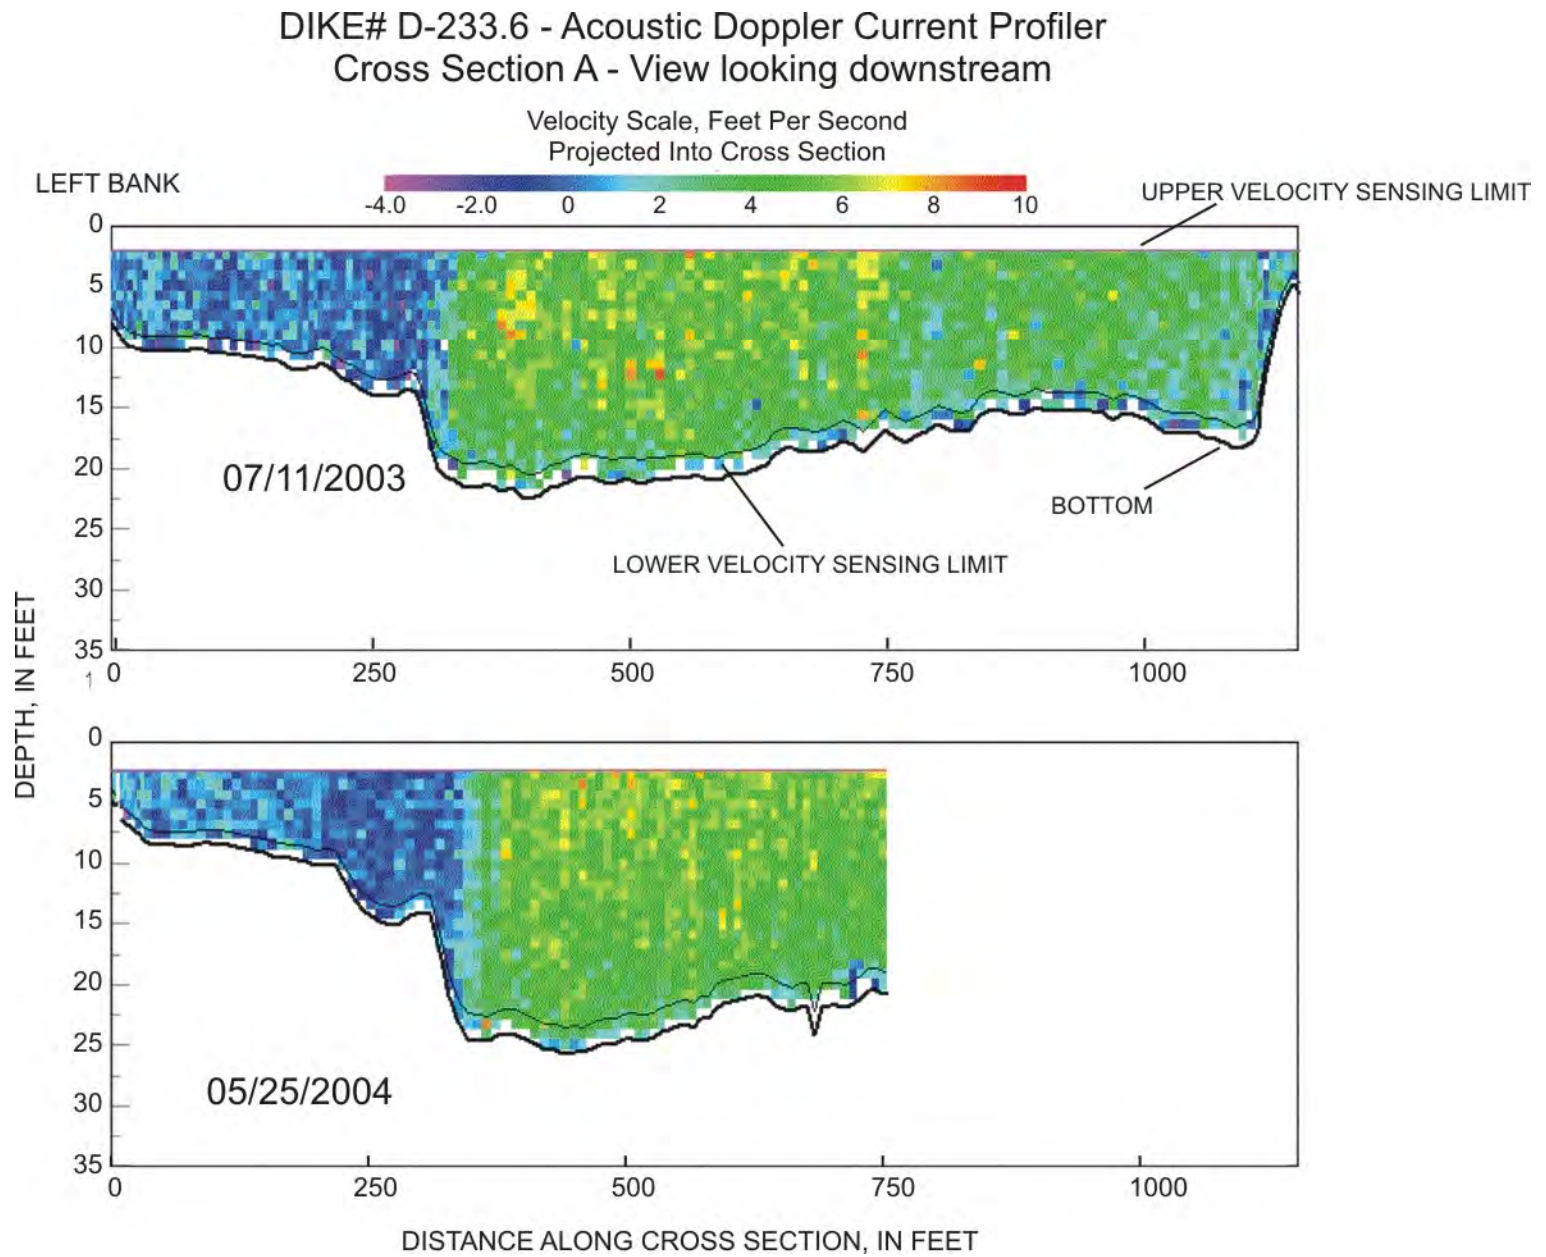 DIKE# D-233.6 - Acoustic Doppler Current Profiler
Cross Section A - View looking downstream
Velocity Scale, Feet Per Second
Projected Into Cross Section
LEFT BANK
-4.0 -2.0 0 2 4 6 8 10
UPPER VELOCITY SENSING LIMIT
0
5
10
15
20
25
30
35
07/11/2003
BOTTOM
LOWER VELOCITY SENSING LIMIT
0 250 500 750 1000
DEPTH, IN FEET
0
5
10
15
20
25
30
35
05/25/2004
0 250 500 750 1000
DISTANCE ALONG CROSS SECTION, IN FEET